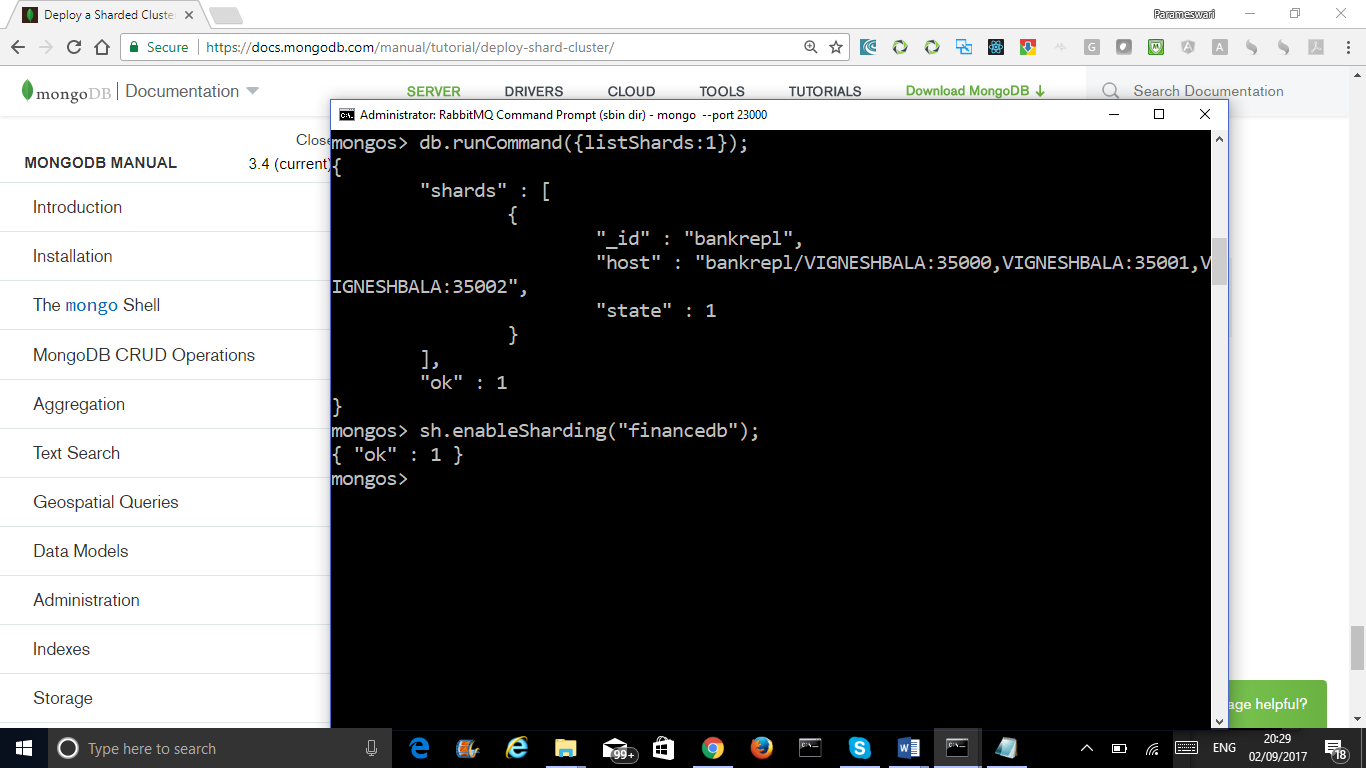 Deploy a Sharded Cluste
Parameswari
Secure
https://docs.mongodb.com/manual/tutorial/deploy-shard-cluster/
mongoDB
Documentation
SERVER
DRIVERS
CLOUD
TOOLS
TUTORIALS
Download MongoDB ↓
Search Documentation
Close
MONGODB MANUAL
3.4 (current)
Introduction
Installation
The mongo Shell
MongoDB CRUD Operations
Aggregation
Text Search
Geospatial Queries
Data Models
Administration
Indexes
Storage
Administrator: RabbitMQ Command Prompt (sbin dir) - mongo  --port 23000
mongos> db.runCommand({listShards:1});
{
"shards" : [
{
"_id" : "bankrepl",
"host" : "bankrepl/VIGNESHBALA:35000,VIGNESHBALA:35001,V
IGNESHBALA:35002",
"state" : 1
}
],
"ok" : 1
}
mongos> sh.enableSharding("financedb");
{ "ok" : 1 }
mongos>
age helpful?
Type here to search
99+
ENG
20:29
02/09/2017
18